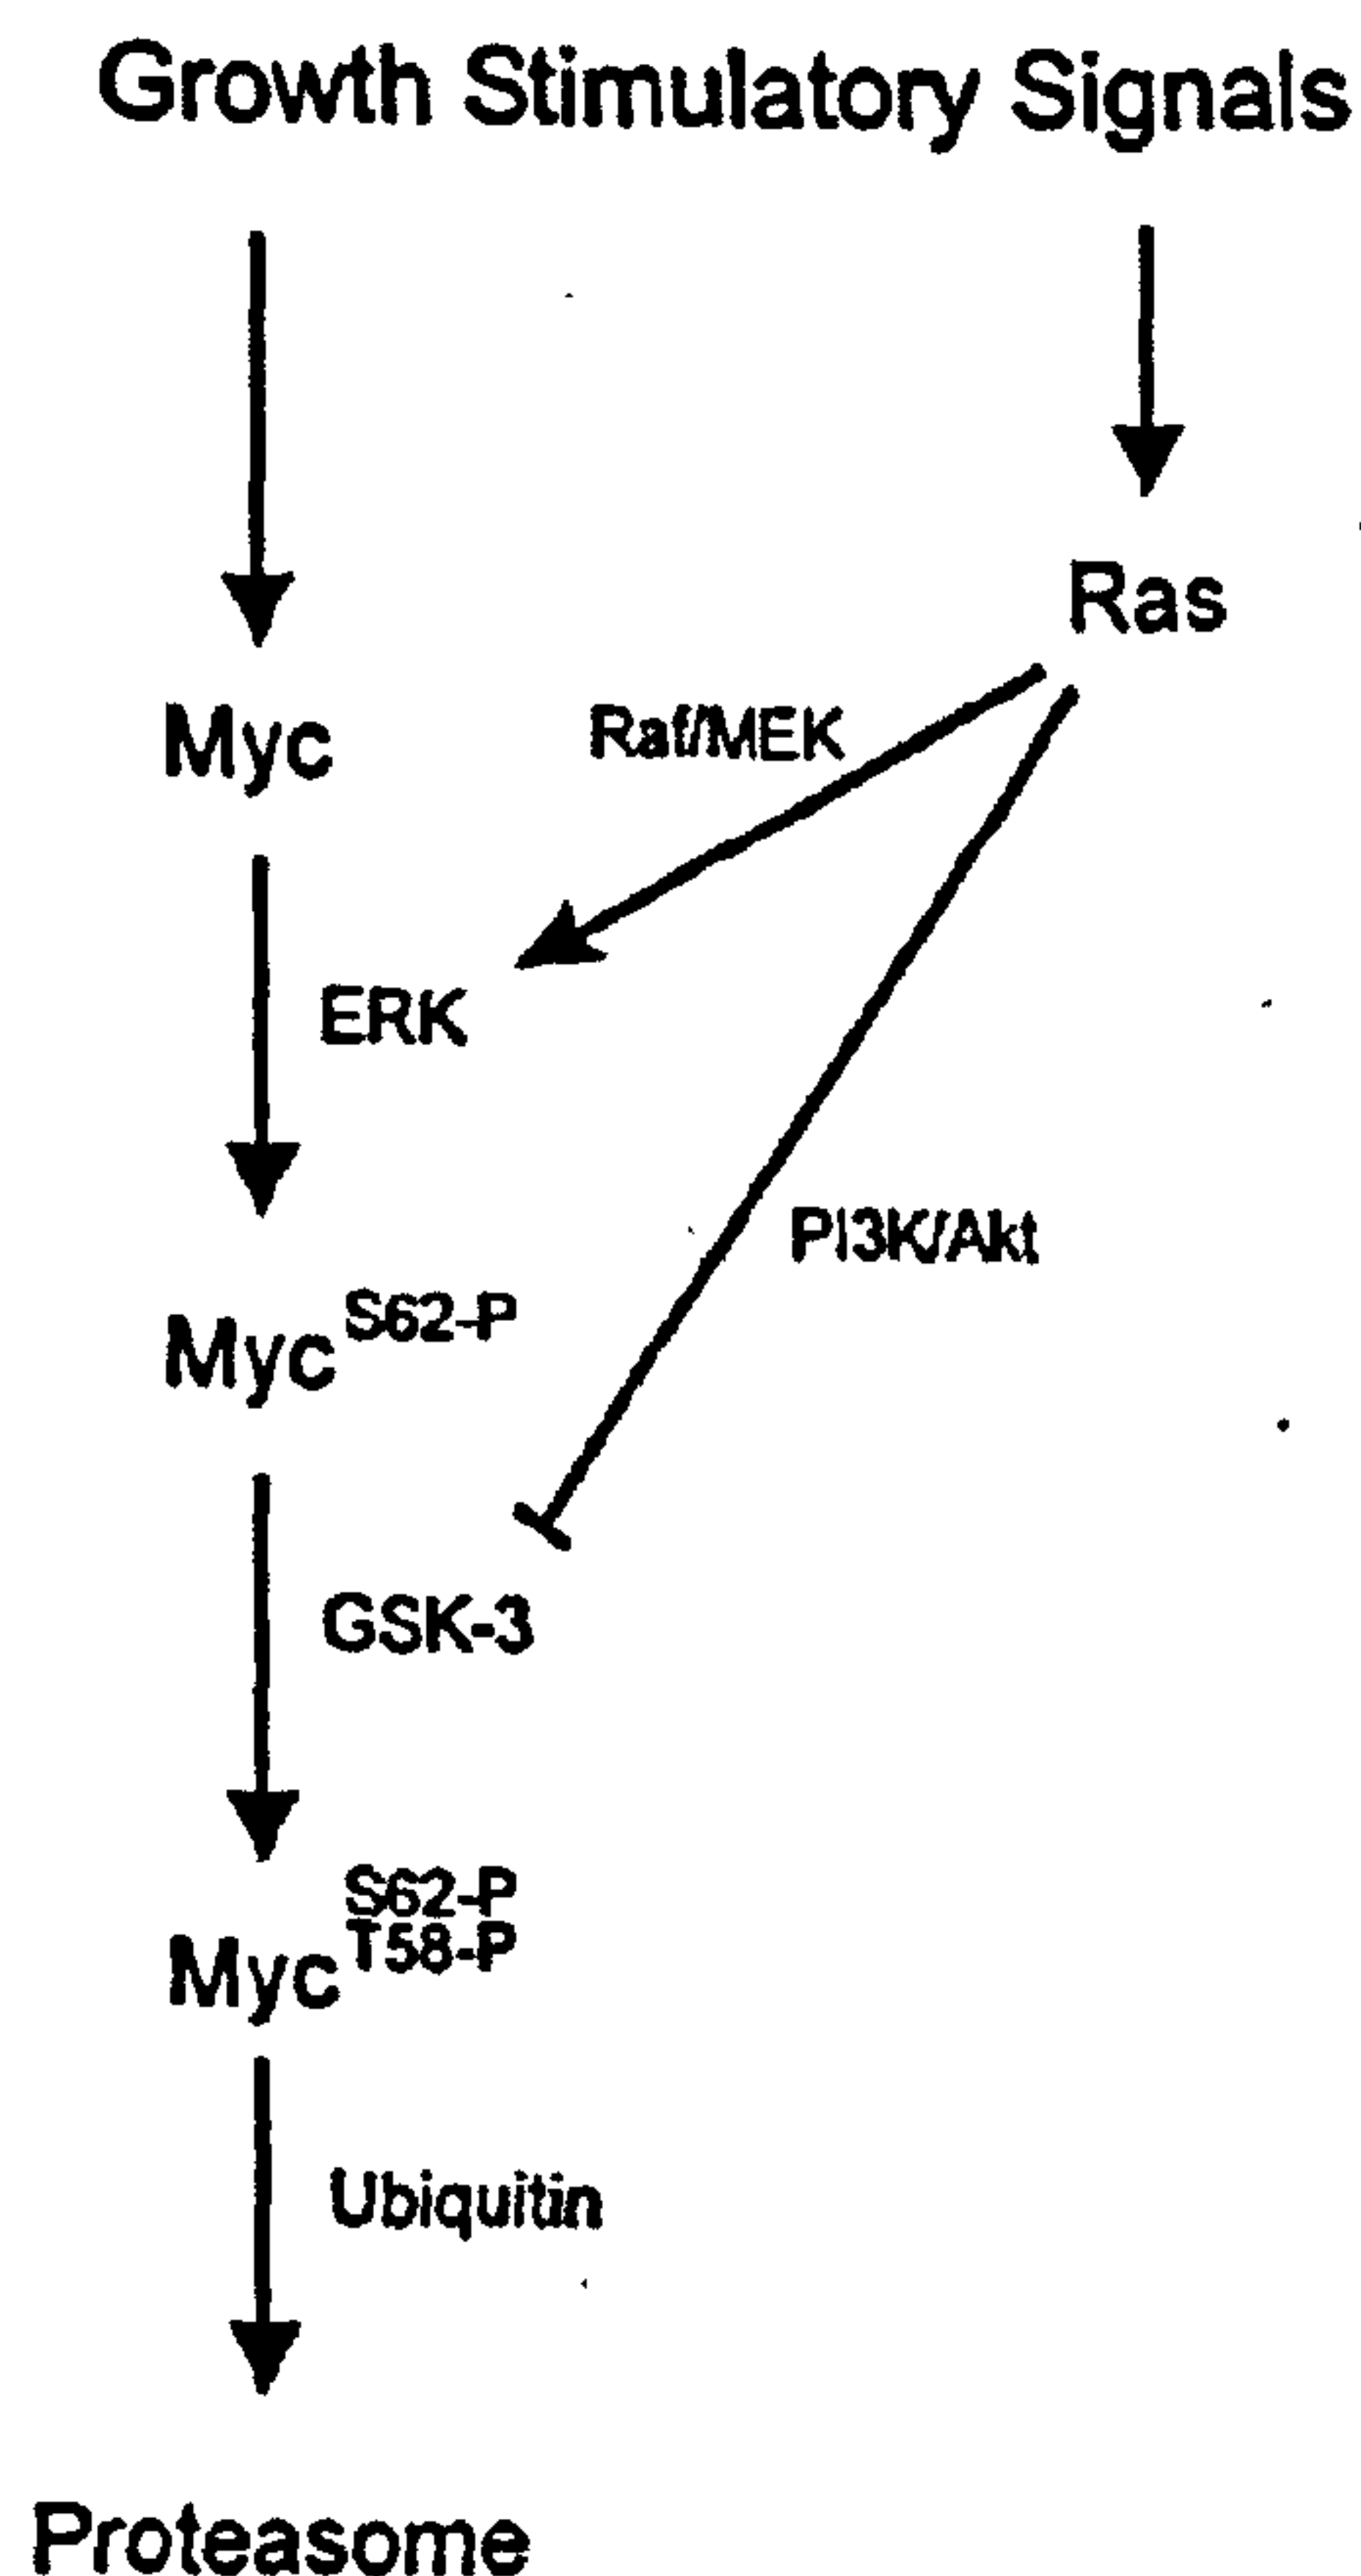 Growth Stimulatory Signals
Ras
Myc
Raf/MEK
ERK
PI3K/Akt
Myc S62-P
GSK-3
S62-P
Myc T58-P
Ubiquitin
Proteasome